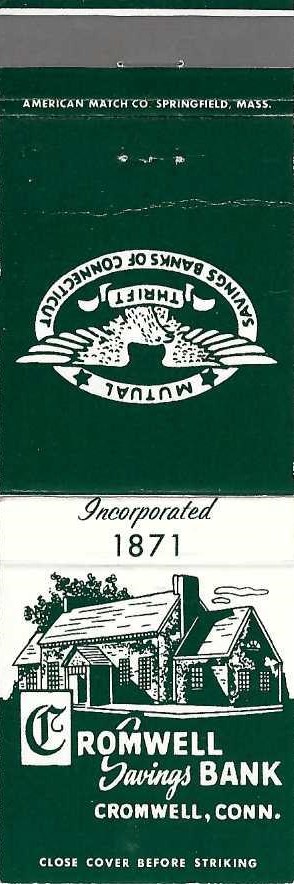 AMERICAN MATCH CO. SPRINGFIELD, MASS.
SAVINGS BANKS OF CONNECTICUT
THRIFT
MUTUAL
Incorporated
1871
CROMWELL
Savings BANK
CROMWELL, CONN.
CLOSE COVER BEFORE STRIKING